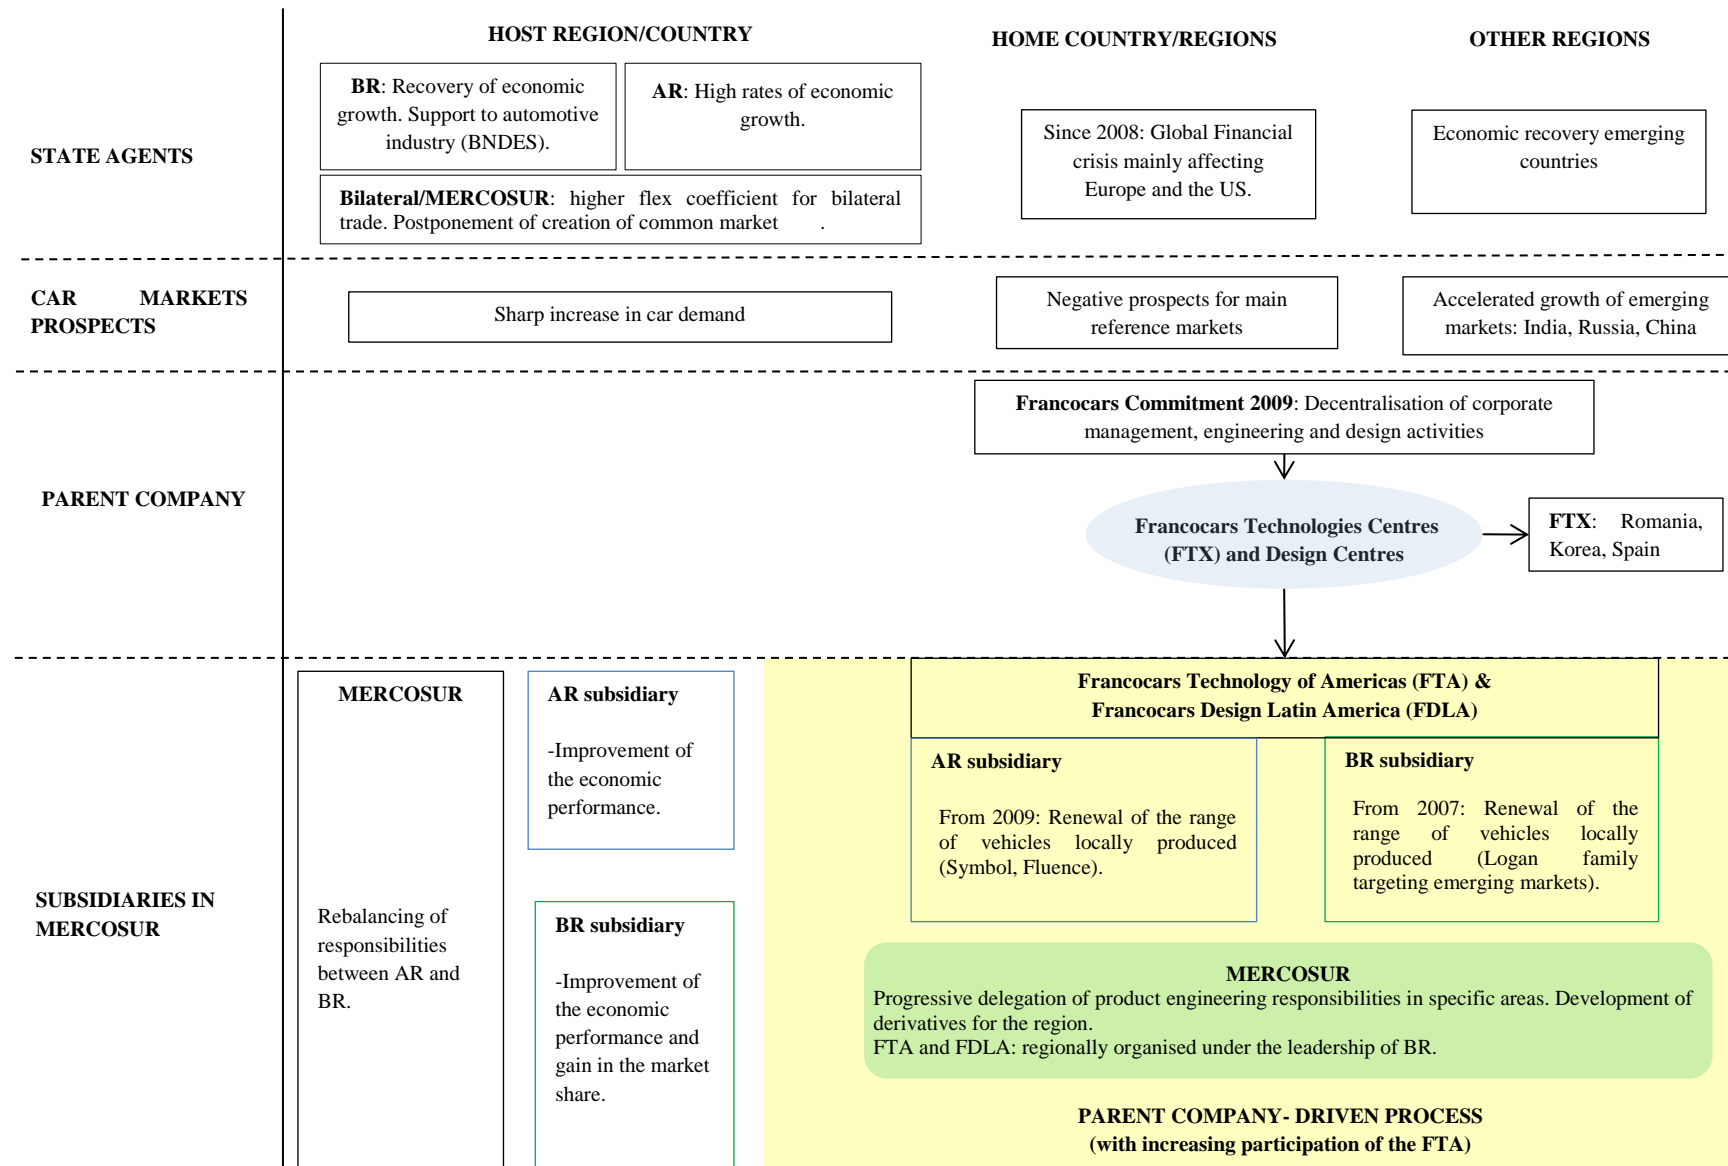 HOST REGION/COUNTRY
HOME COUNTRY/REGIONS
OTHER REGIONS
STATE AGENTS
BR: Recovery of economic
growth. Support to automotive
industry (BNDES).
AR: High rates of economic
growth.
Bilateral/MERCOSUR: higher flex coefficient for bilateral
trade. Postponement of creation of common market .
Since 2008: Global Financial
crisis mainly affecting
Europe and the US.
Economic recovery emerging
countries
CAR MARKETS
PROSPECTS
Sharp increase in car demand
Negative prospects for main
reference markets
Accelerated growth of emerging
markets: India, Russia, China
PARENT COMPANY
Francocars Commitment 2009: Decentralisation of corporate
management, engineering and design activities
Francocars Technologies Centres
(FTX) and Design Centres
FTX: Romania,
Korea, Spain
SUBSIDIARIES IN
MERCOSUR
MERCOSUR
Rebalancing of
responsibilities
between AR and
BR.
AR subsidiary
-Improvement of
the economic
performance.
BR subsidiary
-Improvement of
the economic
performance and
gain in the market
share.
Francocars Technology of Americas (FTA) &
Francocars Design Latin America (FDLA)
AR subsidiary
From 2009: Renewal of the range
of vehicles locally produced
(Symbol, Fluence).
BR subsidiary
From 2007: Renewal of the
range of vehicles locally
produced (Logan family
targeting emerging markets).
MERCOSUR
Progressive delegation of product engineering responsibilities in specific areas. Development of
derivatives for the region.
FTA and FDLA: regionally organised under the leadership of BR.
PARENT COMPANY- DRIVEN PROCESS
(with increasing participation of the FTA)